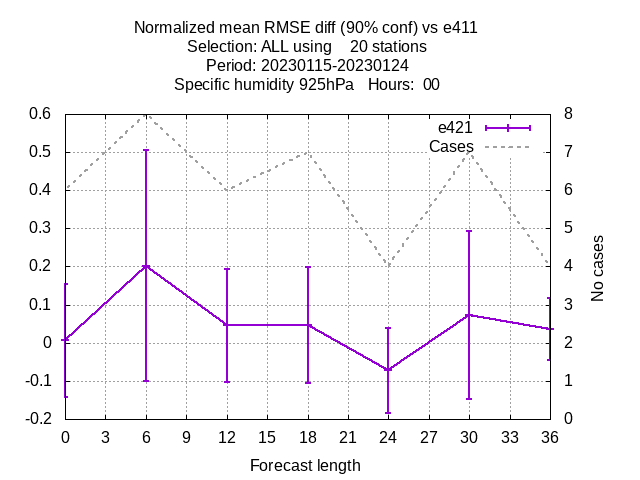 Normalized mean RMSE diff (90% conf) vs e411
Selection: ALL using    20 stations
Period: 20230115-20230124
Specific humidity 925hPa   Hours:  00
0.6
0.5
0.4
0.3
0.2
0.1
0
-0.1
-0.2
8
7
6
5
4
3
2
1
0
e421
Cases
No cases
0 3 6 9 12 15 18 21 24 27 30 33 36
Forecast length